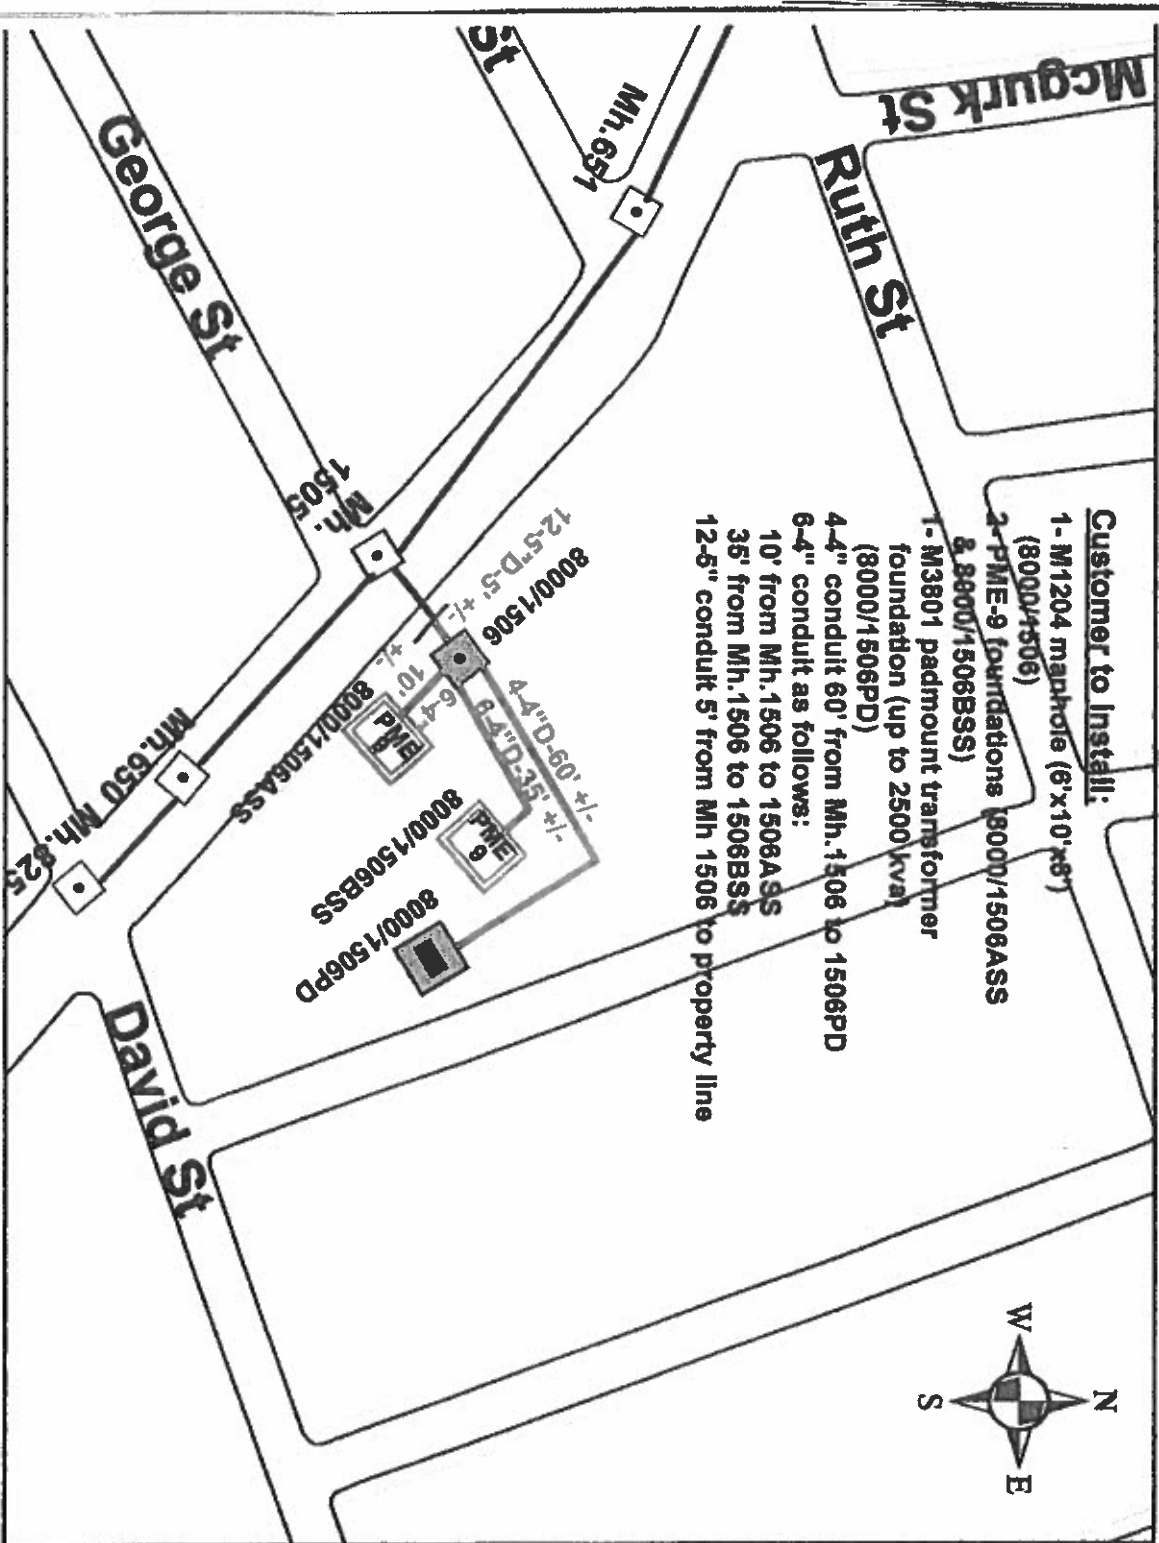 Customer to Install:
1- M1204 manhole (6'x10'x8')
(8000/1506)
2- PME-9 foundations (8000/1506ASS
& 8000/1506BSS)
1- M3801 padmount transformer
foundation (up to 2500 kva)
(8000/1506PD)
4-4" conduit 60' from Mh.1506 to 1506PD
6-4" conduit as follows:
10' from Mh.1506 to 1506ASS
35' from Mh.1506 to 1506BSS
12-5" conduit 5' from Mh 1506 to property line
Mcgurk St
Ruth St
St
Mh.651
George St
Mh.
1505
12-5"D-5' +/-
8000/1506
4-4"D-60' +/-
6-4"D-35' +/-
6-4"
10'
+/-
PME
9
8000/1506ASS
PME
9
8000/1506BSS
8000/1506PD
Mh.650
Mh.825
David St
N
W
E
S